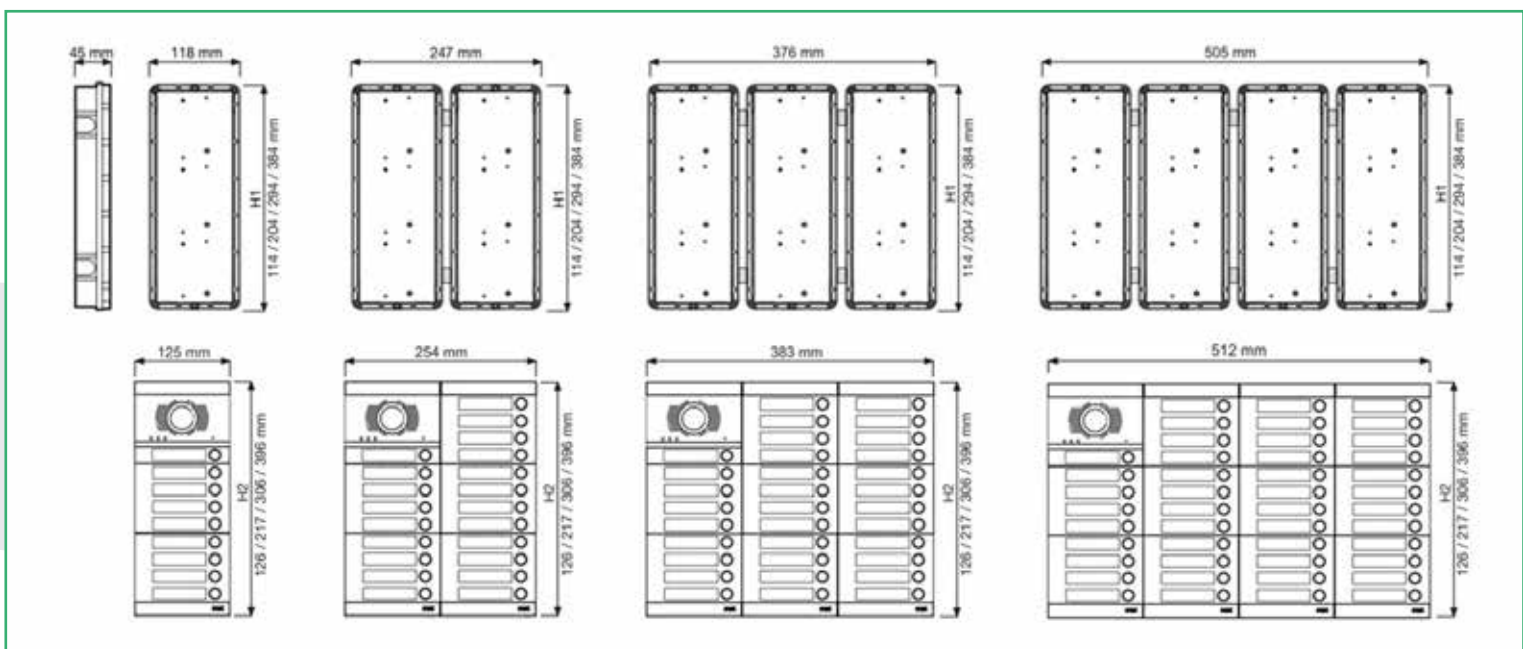 45 mm
118 mm
247 mm
376 mm
505 mm
H1
114 / 204 / 294 / 384 mm
H1
114 / 204 / 294 / 384 mm
H1
114 / 204 / 294 / 384 mm
H1
114 / 204 / 294 / 384 mm
125 mm
254 mm
383 mm
512 mm
H2
126 / 217 / 306 / 396 mm
H2
126 / 217 / 306 / 396 mm
H2
126 / 217 / 306 / 396 mm
H2
126 / 217 / 306 / 396 mm